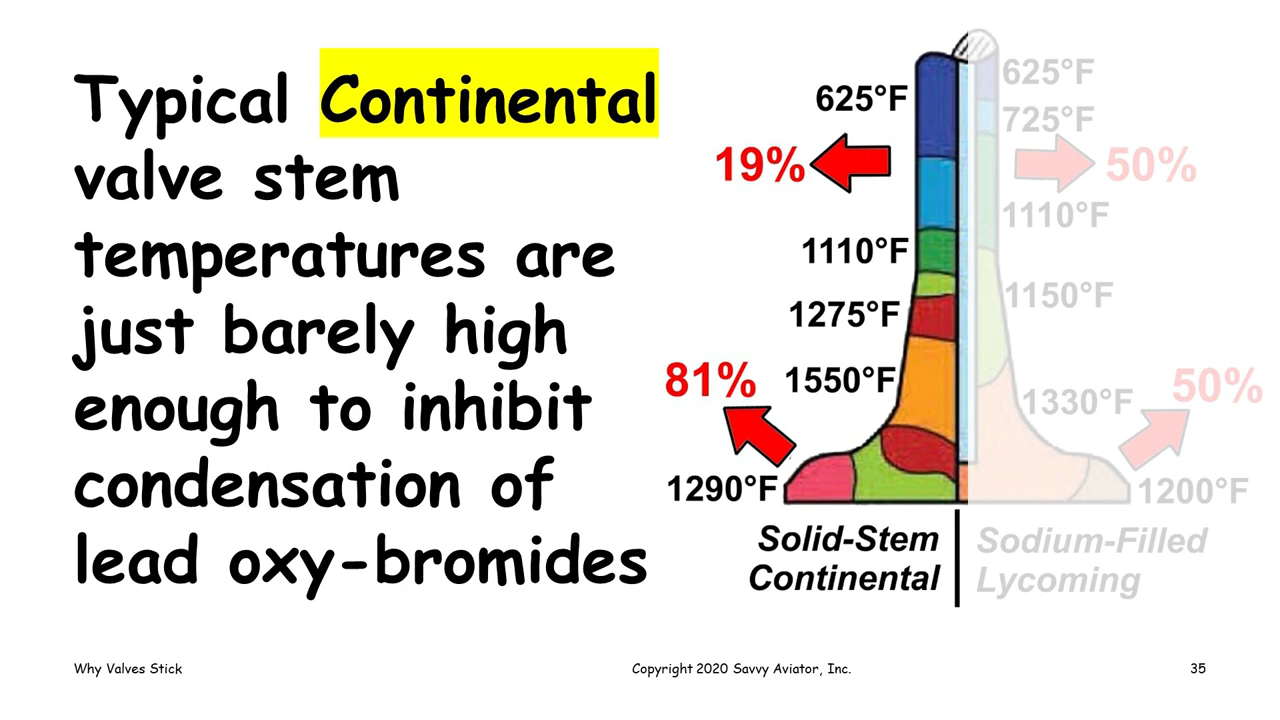 Typical Continental
valve stem
temperatures are
just barely high
enough to inhibit
condensation of
lead oxy-bromides
625°F
19%
1110°F
1275°F
81%
1550°F
1290°F
625°F
725°F
50%
1110°F
1150°F
50%
1330°F
1200°F
Solid-Stem
Continental
Sodium-Filled
Lycoming
Why Valves Stick
Copyright 2020 Savvy Aviator, Inc.
35